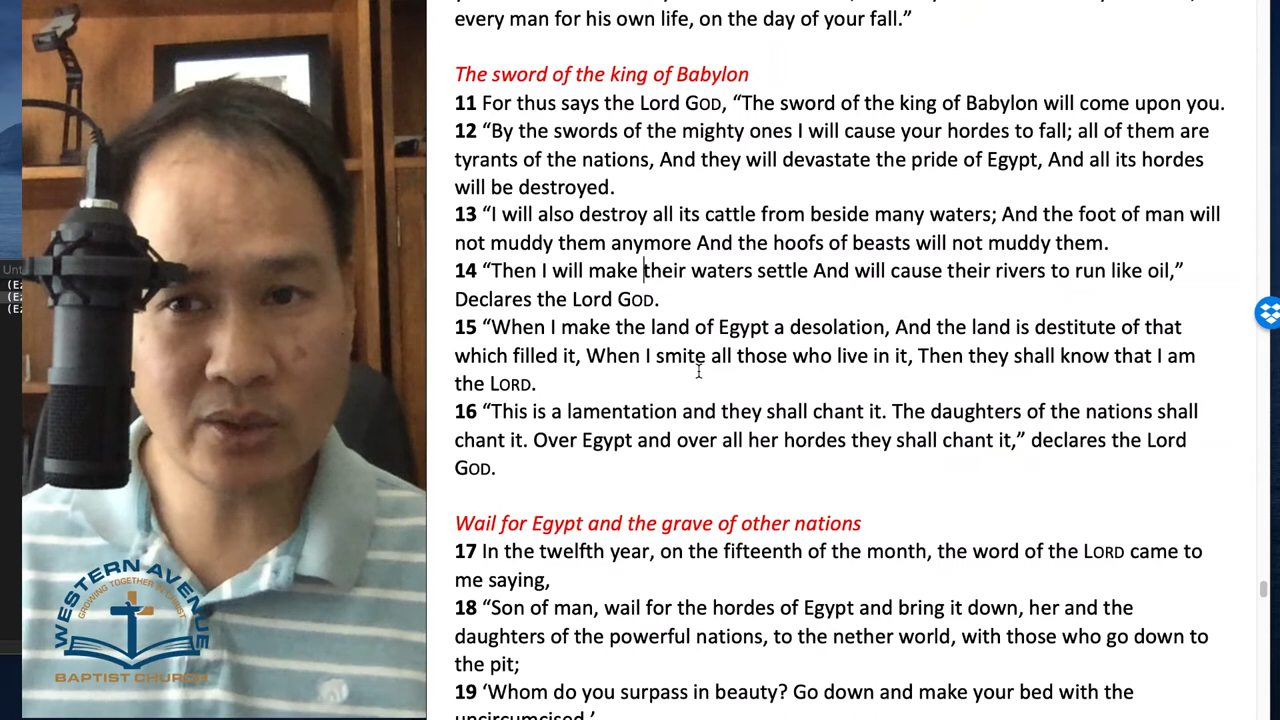 every man for his own life, on the day of your fall.”
The sword of the king of Babylon
11 For thus says the Lord GOD, “The sword of the king of Babylon will come upon you.
12 “By the swords of the mighty ones I will cause your hordes to fall; all of them are
tyrants of the nations, And they will devastate the pride of Egypt, And all its hordes
will be destroyed.
13 “I will also destroy all its cattle from beside many waters; And the foot of man will
not muddy them anymore And the hoofs of beasts will not muddy them.
14 “Then I will make their waters settle And will cause their rivers to run like oil,”
Declares the Lord GOD.
15 “When I make the land of Egypt a desolation, And the land is destitute of that
which filled it, When I smite all those who live in it, Then they shall know that I am
the LORD.
16 “This is a lamentation and they shall chant it. The daughters of the nations shall
chant it. Over Egypt and over all her hordes they shall chant it,” declares the Lord
GOD.
Wail for Egypt and the grave of other nations
17 In the twelfth year, on the fifteenth of the month, the word of the LORD came to
me saying,
18 “Son of man, wail for the hordes of Egypt and bring it down, her and the
daughters of the powerful nations, to the nether world, with those who go down to
the pit;
19 ‘Whom do you surpass in beauty? Go down and make your bed with the
uncircumcised.’
Unt
(Ez
(Ez
(Ez
WESTERN AVENUE
GROWING TOGETHER IN CHRIST
BAPTIST CHURCH